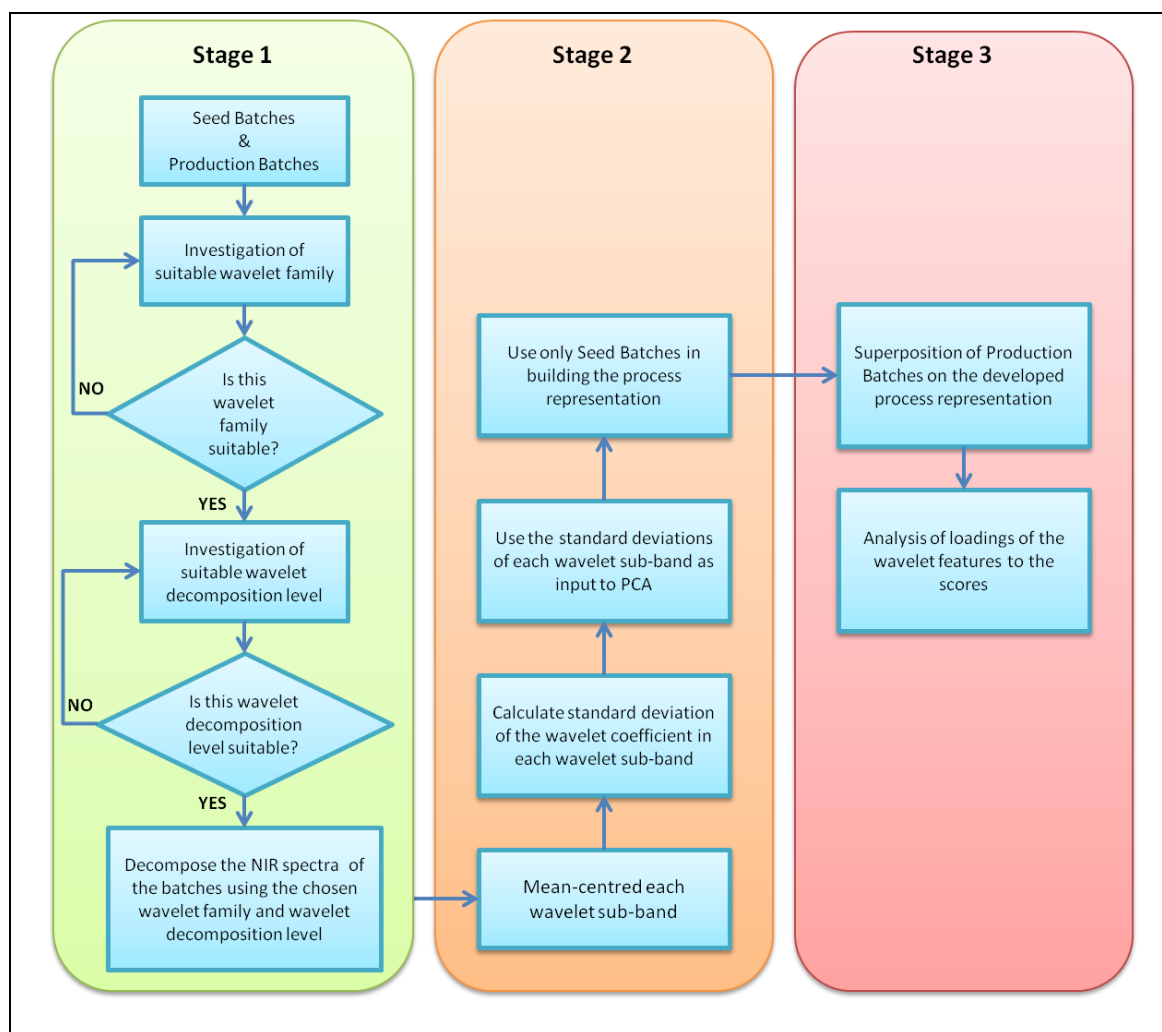 Stage 1
Seed Batches
&
Production Batches
Investigation of
suitable wavelet family
Is this
wavelet
family
suitable?
NO
YES
Investigation of
suitable wavelet
decomposition level
Is this wavelet
decomposition
level suitable?
NO
YES
Decompose the NIR spectra of
the batches using the chosen
wavelet family and wavelet
decomposition level
Stage 2
Use only Seed Batches in
building the process
representation
Use the standard deviations
of each wavelet sub-band as
input to PCA
Calculate standard deviation
of the wavelet coefficient in
each wavelet sub-band
Mean-centred each
wavelet sub-band
Stage 3
Superposition of Production
Batches on the developed
process representation
Analysis of loadings of the
wavelet features to the
scores